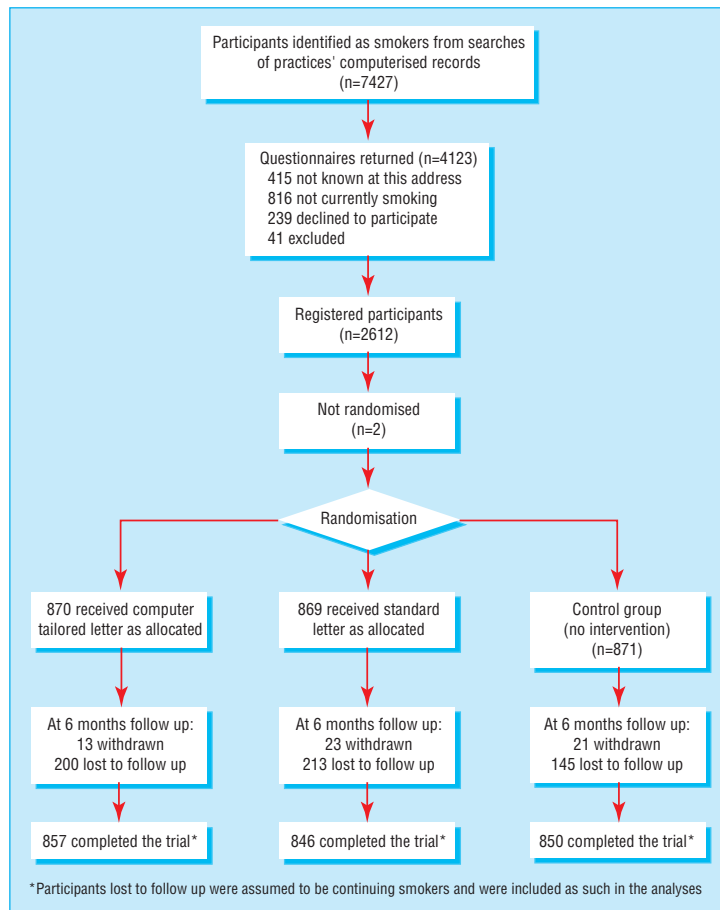 Participants identified as smokers from searches
of practices' computerised records
(n=7427)
Questionnaires returned (n=4123)
415 not known at this address
816 not currently smoking
239 declined to participate
41 excluded
Registered participants
(n=2612)
Not randomised
(n=2)
Randomisation
870 received computer
tailored letter as allocated
869 received standard
letter as allocated
Control group
(no intervention)
(n=871)
At 6 months follow up:
13 withdrawn
200 lost to follow up
At 6 months follow up:
23 withdrawn
213 lost to follow up
At 6 months follow up:
21 withdrawn
145 lost to follow up
857 completed the trial*
846 completed the trial*
850 completed the trial*
*Participants lost to follow up were assumed to be continuing smokers and were included as such in the analyses